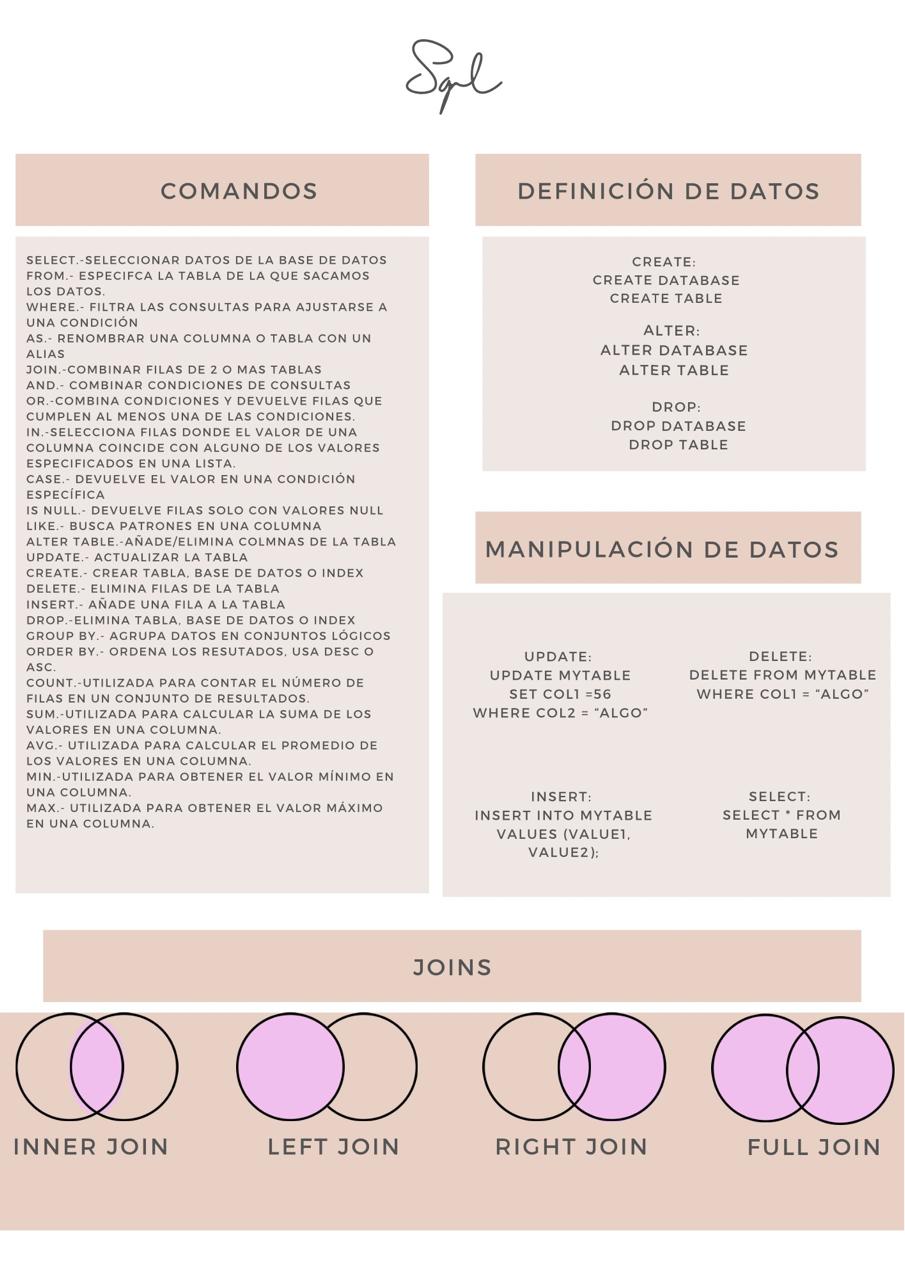 Sql
COMANDOS
SELECT.-SELECCIONAR DATOS DE LA BASE DE DATOS
FROM.- ESPECIFCA LA TABLA DE LA QUE SACAMOS
LOS DATOS.
WHERE.- FILTRA LAS CONSULTAS PARA AJUSTARSE A
UNA CONDICIÓN
AS.- RENOMBRAR UNA COLUMNA O TABLA CON UN
ALIAS
JOIN.-COMBINAR FILAS DE 2 O MAS TABLAS
AND.- COMBINAR CONDICIONES DE CONSULTAS
OR.-COMBINA CONDICIONES Y DEVUELVE FILAS QUE
CUMPLEN AL MENOS UNA DE LAS CONDICIONES.
IN.-SELECCIONA FILAS DONDE EL VALOR DE UNA
COLUMNA COINCIDE CON ALGUNO DE LOS VALORES
ESPECIFICADOS EN UNA LISTA.
CASE.- DEVUELVE EL VALOR EN UNA CONDICIÓN
ESPECÍFICA
IS NULL.- DEVUELVE FILAS SOLO CON VALORES NULL
LIKE.- BUSCA PATRONES EN UNA COLUMNA
ALTER TABLE.-AÑADE/ELIMINA COLMNAS DE LA TABLA
UPDATE.- ACTUALIZAR LA TABLA
CREATE.- CREAR TABLA, BASE DE DATOS O INDEX
DELETE.- ELIMINA FILAS DE LA TABLA
INSERT.- AÑADE UNA FILA A LA TABLA
DROP.-ELIMINA TABLA, BASE DE DATOS O INDEX
GROUP BY.- AGRUPA DATOS EN CONJUNTOS LÓGICOS
ORDER BY.- ORDENA LOS RESUTADOS, USA DESC O
ASC.
COUNT.-UTILIZADA PARA CONTAR EL NÚMERO DE
FILAS EN UN CONJUNTO DE RESULTADOS.
SUM.-UTILIZADA PARA CALCULAR LA SUMA DE LOS
VALORES EN UNA COLUMNA.
AVG.- UTILIZADA PARA CALCULAR EL PROMEDIO DE
LOS VALORES EN UNA COLUMNA.
MIN.-UTILIZADA PARA OBTENER EL VALOR MÍNIMO EN
UNA COLUMNA.
MAX.- UTILIZADA PARA OBTENER EL VALOR MÁXIMO
EN UNA COLUMNA.
DEFINICIÓN DE DATOS
CREATE:
CREATE DATABASE
CREATE TABLE
ALTER:
ALTER DATABASE
ALTER TABLE
DROP:
DROP DATABASE
DROP TABLE
MANIPULACIÓN DE DATOS
UPDATE:
UPDATE MYTABLE
SET COL1 =56
WHERE COL2 = “ALGO”
DELETE:
DELETE FROM MYTABLE
WHERE COL1 = “ALGO”
INSERT:
INSERT INTO MYTABLE
VALUES (VALUE1,
VALUE2);
SELECT:
SELECT * FROM
MYTABLE
JOINS
INNER JOIN
LEFT JOIN
RIGHT JOIN
FULL JOIN